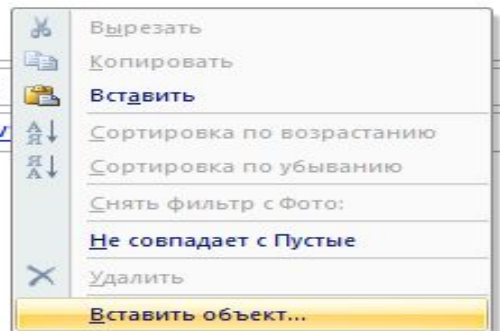 Вырезать
Копировать
Вставить
Сортировка по возрастанию
Сортировка по убыванию
Снять фильтр с Фото:
Не совпадает с Пустые
Удалить
Вставить объект...